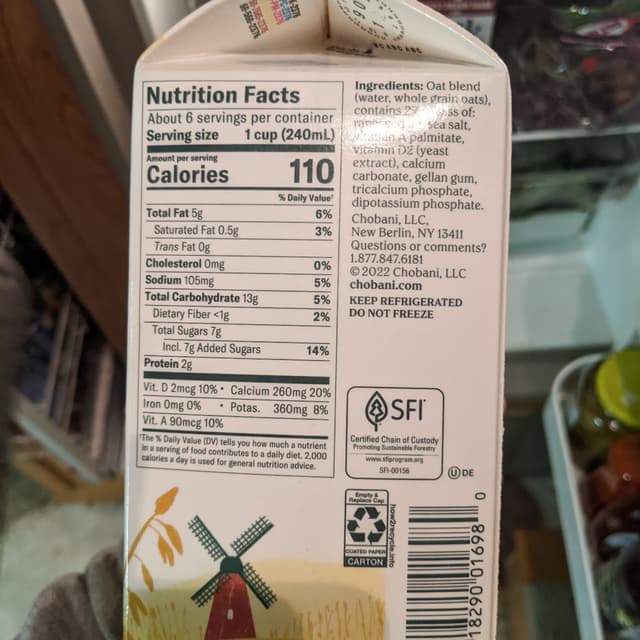 Nutrition Facts
About 6 servings per container
Serving size 1 cup (240mL)
Amount per serving
Calories 110
% Daily Value†
Total Fat 5g 6%
Saturated Fat 0.5g 3%
Trans Fat 0g
Cholesterol 0mg 0%
Sodium 105mg 5%
Total Carbohydrate 13g 5%
Dietary Fiber <1g 2%
Total Sugars 7g
Incl. 7g Added Sugars 14%
Protein 2g
Vit. D 2mcg 10% • Calcium 260mg 20%
Iron 0mg 0% • Potas. 360mg 8%
Vit. A 90mcg 10%
†The % Daily Value (DV) tells you how much a nutrient
in a serving of food contributes to a daily diet. 2,000
calories a day is used for general nutrition advice.
Ingredients: Oat blend
(water, whole grain oats),
contains of:
sea salt,
vitamin A palmitate,
vitamin D2 (yeast
extract), calcium
carbonate, gellan gum,
tricalcium phosphate,
dipotassium phosphate.
Chobani, LLC,
New Berlin, NY 13411
Questions or comments?
1.877.847.6181
© 2022 Chobani, LLC
chobani.com
KEEP REFRIGERATED
DO NOT FREEZE
SFI
Certified Chain of Custody
Promoting Sustainable Forestry
www.sfiprogram.org
SFI-00156
U DE
Empty &
Replace Cap
COATED PAPER
CARTON
how2recycle.info
18290 01698 0